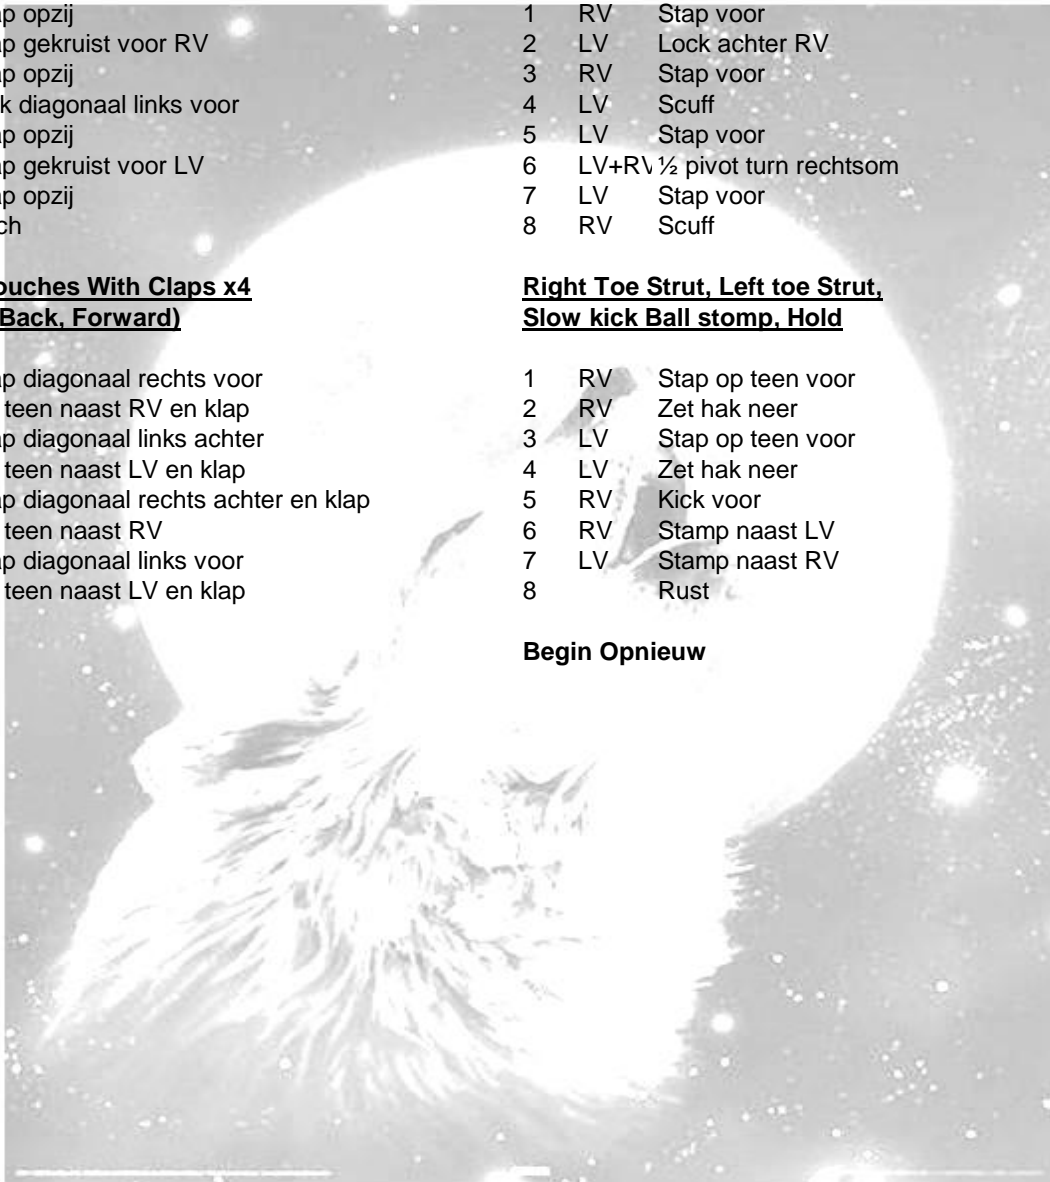 ap opzij
ap gekruist voor RV
ap opzij
k diagonaal links voor
ap opzij
ap gekruist voor LV
ap opzij
ch
ouches With Claps x4
Back, Forward)
ap diagonaal rechts voor
teen naast RV en klap
ap diagonaal links achter
teen naast LV en klap
ap diagonaal rechts achter en klap
teen naast RV
ap diagonaal links voor
teen naast LV en klap
1 RV Stap voor
2 LV Lock achter RV
3 RV Stap voor
4 LV Scuff
5 LV Stap voor
6 LV+RV ½ pivot turn rechtsom
7 LV Stap voor
8 RV Scuff
Right Toe Strut, Left toe Strut,
Slow kick Ball stomp, Hold
1 RV Stap op teen voor
2 RV Zet hak neer
3 LV Stap op teen voor
4 LV Zet hak neer
5 RV Kick voor
6 RV Stamp naast LV
7 LV Stamp naast RV
8 Rust
Begin Opnieuw